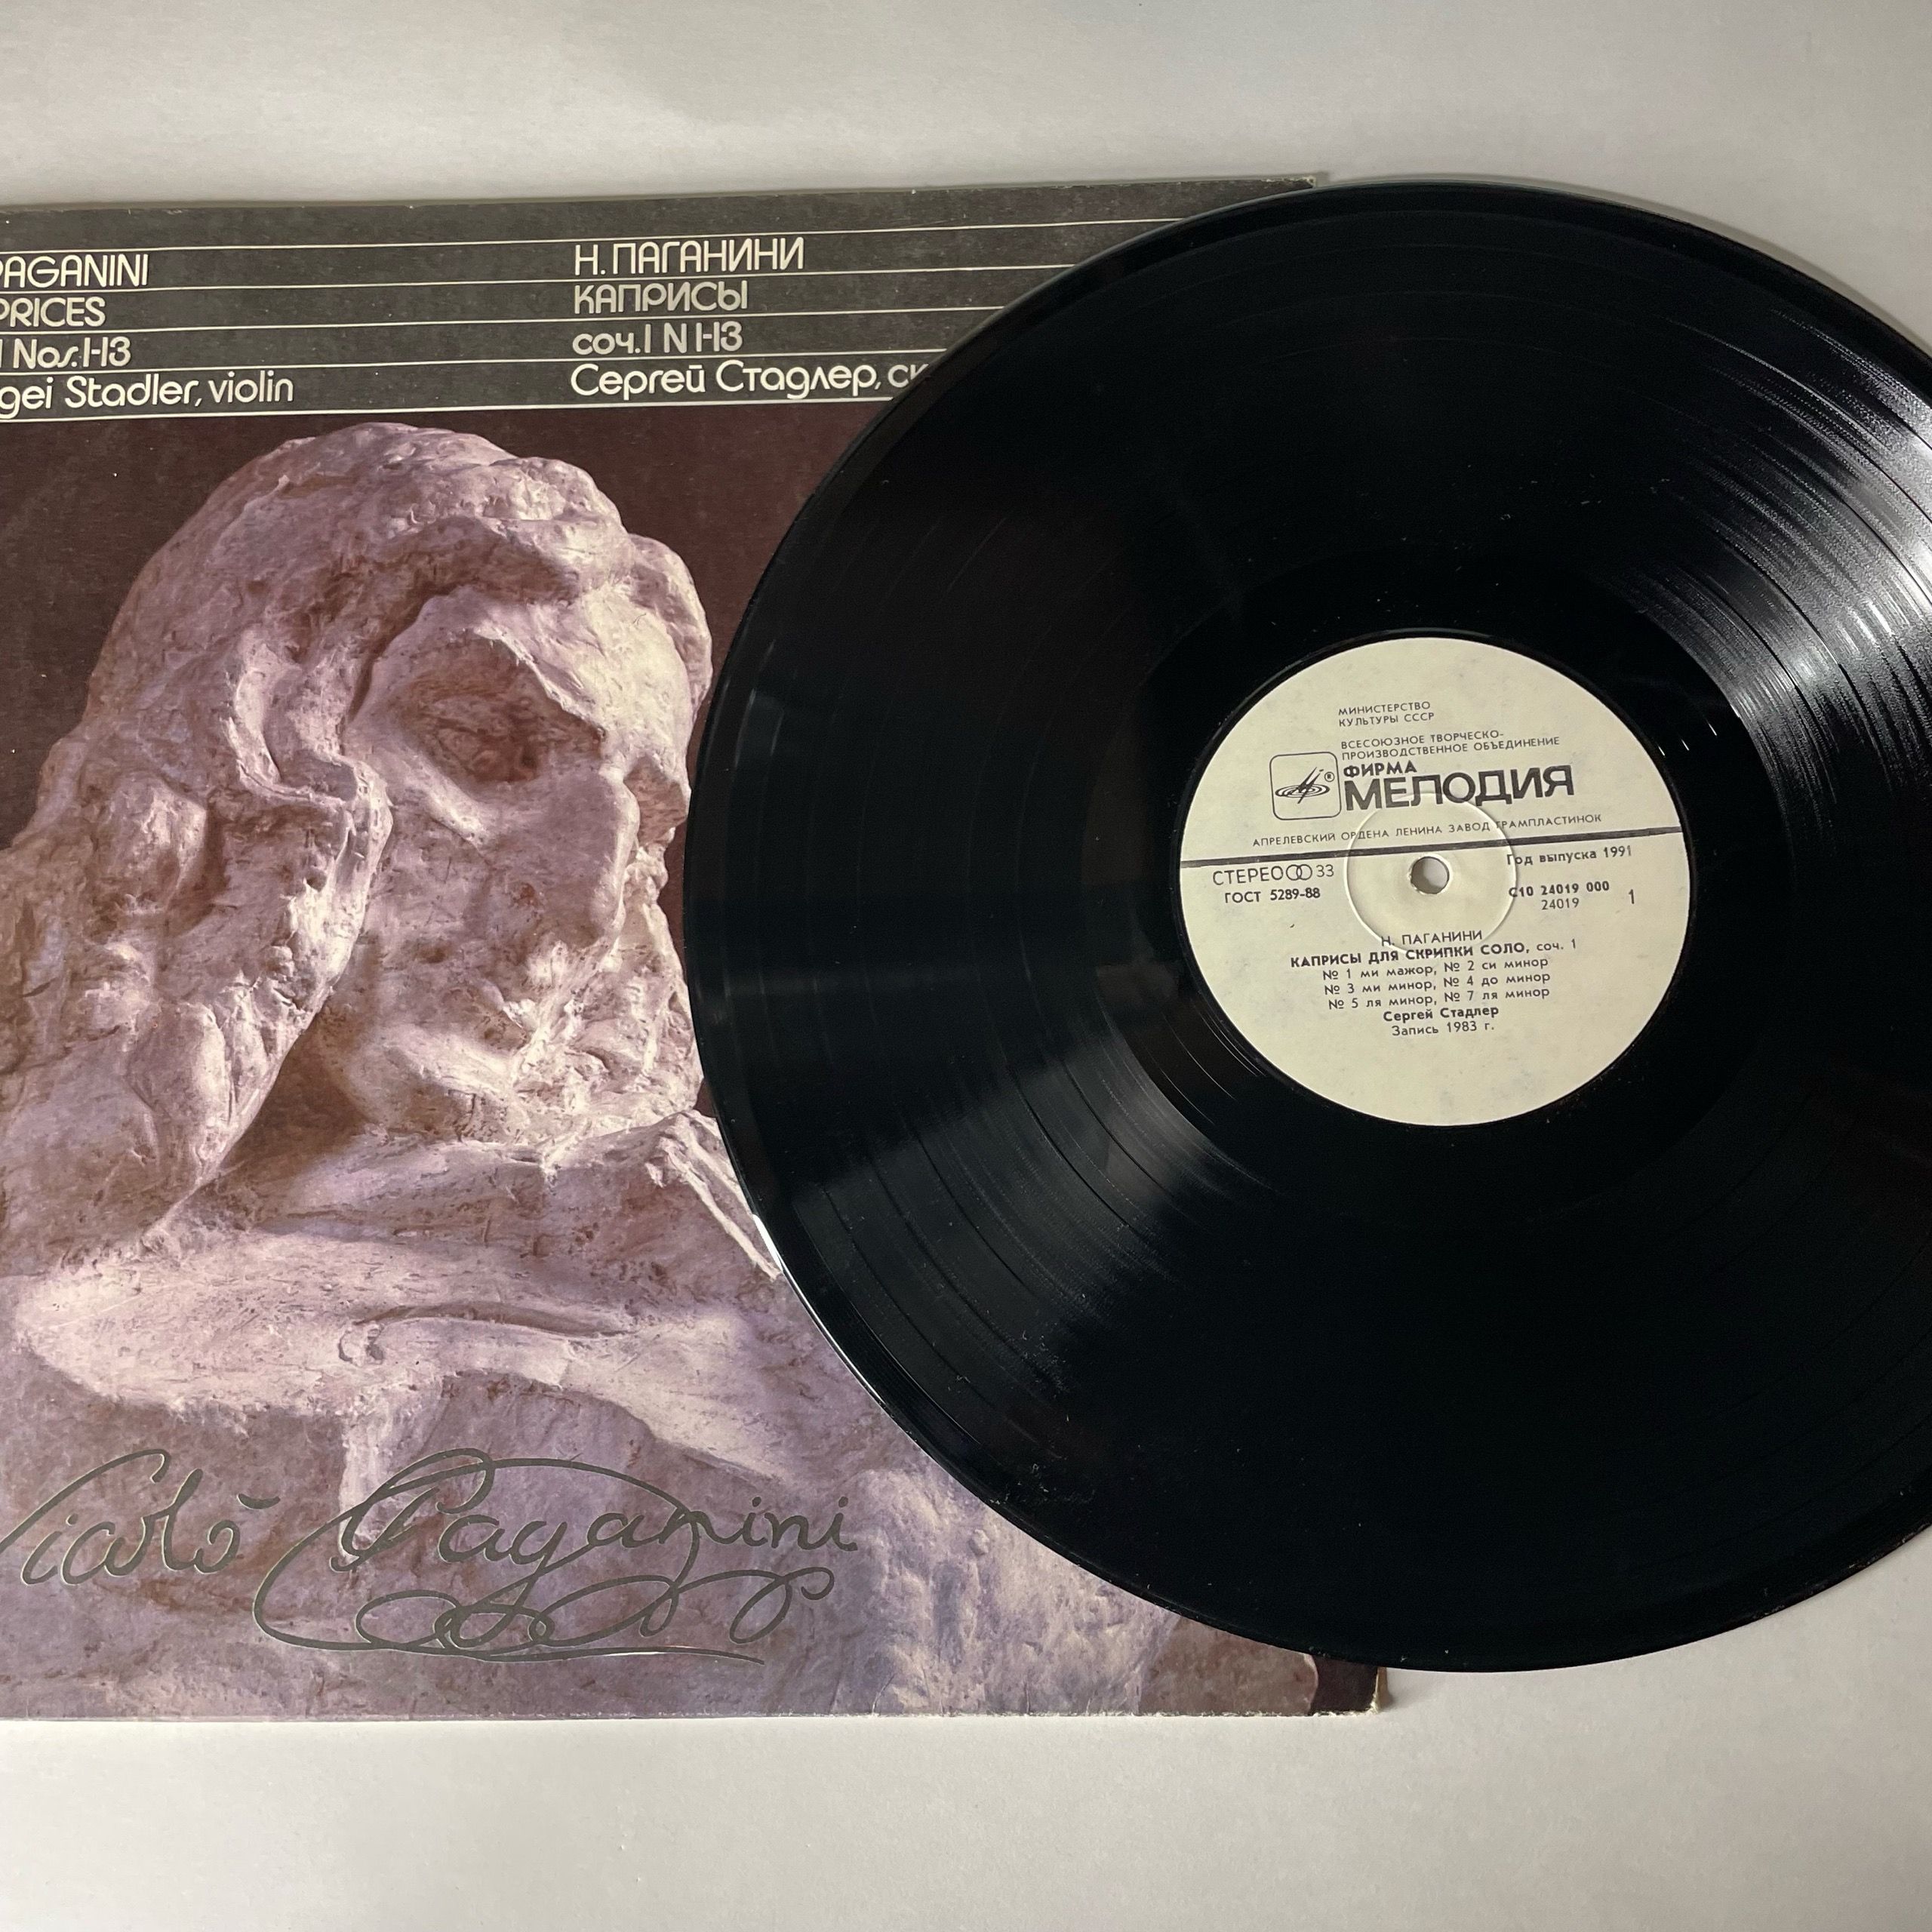 PAGANINI
PRICES
1 Nos.1-13
gei Stadler, violin
Н. ПАГАНИНИ
КАПРИСЫ
соч.1 N 1-13
Сергей Стадлер, ск
icolò Paganini
МИНИСТЕРСТВО
КУЛЬТУРЫ СССР
ВСЕСОЮЗНОЕ ТВОРЧЕСКО-
ПРОИЗВОДСТВЕННОЕ ОБЪЕДИНЕНИЕ
ФИРМА
® МЕЛОДИЯ
АПРЕЛЕВСКИЙ ОРДЕНА ЛЕНИНА ЗАВОД ГРАМПЛАСТИНОК
СТЕРЕО 33
ГОСТ 5289-88
Год выпуска 1991
С10 24019 000
24019
1
Н. ПАГАНИНИ
КАПРИСЫ ДЛЯ СКРИПКИ СОЛО, соч. 1
№ 1 ми мажор, № 2 си минор
№ 3 ми минор, № 4 до минор
№ 5 ля минор, № 7 ля минор
Сергей Стадлер
Запись 1983 г.